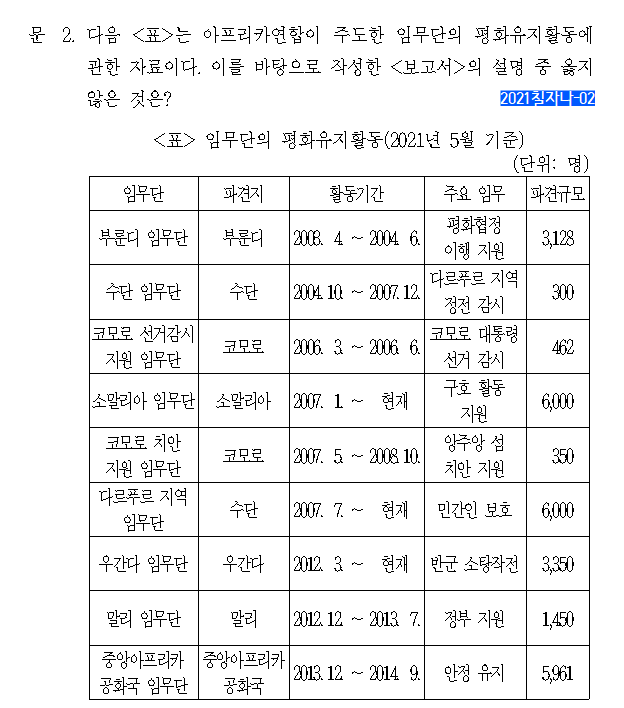 문 2. 다음 <표>는 아프리카연합이 주도한 임무단의 평화유지활동에
관한 자료이다. 이를 바탕으로 작성한 <보고서>의 설명 중 옳지
않은 것은?
2021칠자나-02
<표> 임무단의 평화유지활동(2021년 5월 기준)
(단위: 명)
임무단 파견지 활동기간 주요 임무 파견규모
부룬디 임무단 부룬디 2003. 4. ~ 2004. 6. 평화협정 이행 지원 3,128
수단 임무단 수단 2004.10. ~ 2007.12. 다르푸르 지역 정전 감시 300
코모로 선거감시 지원 임무단 코모로 2006. 3. ~ 2006. 6. 코모로 대통령 선거 감시 462
소말리아 임무단 소말리아 2007. 1. ~ 현재 구호 활동 지원 6,000
코모로 치안 지원 임무단 코모로 2007. 5. ~ 2008.10. 앙주앙 섬 치안 지원 350
다르푸르 지역 임무단 수단 2007. 7. ~ 현재 민간인 보호 6,000
우간다 임무단 우간다 2012. 3. ~ 현재 반군 소탕작전 3,350
말리 임무단 말리 2012.12. ~ 2013. 7. 정부 지원 1,450
중앙아프리카 공화국 임무단 중앙아프리카 공화국 2013.12. ~ 2014. 9. 안정 유지 5,961